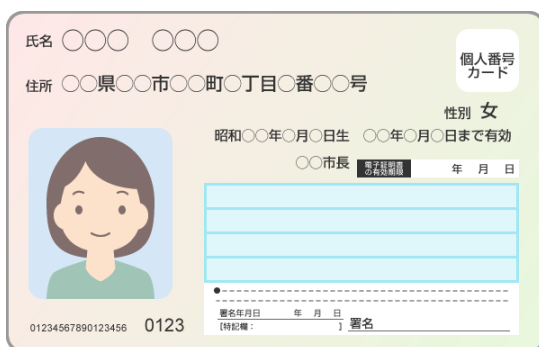 氏名 ◯◯◯ ◯◯◯
個人番号
カード
住所 ◯◯県◯◯市◯◯町◯丁目◯番◯◯号
性別 女
昭和◯◯年◯月◯日生 ◯◯年◯月◯日まで有効
◯◯市長 電子証明書
の有効期限 年 月 日
署名年月日 年 月 日
[特記欄： ] 署名
01234567890123456 0123